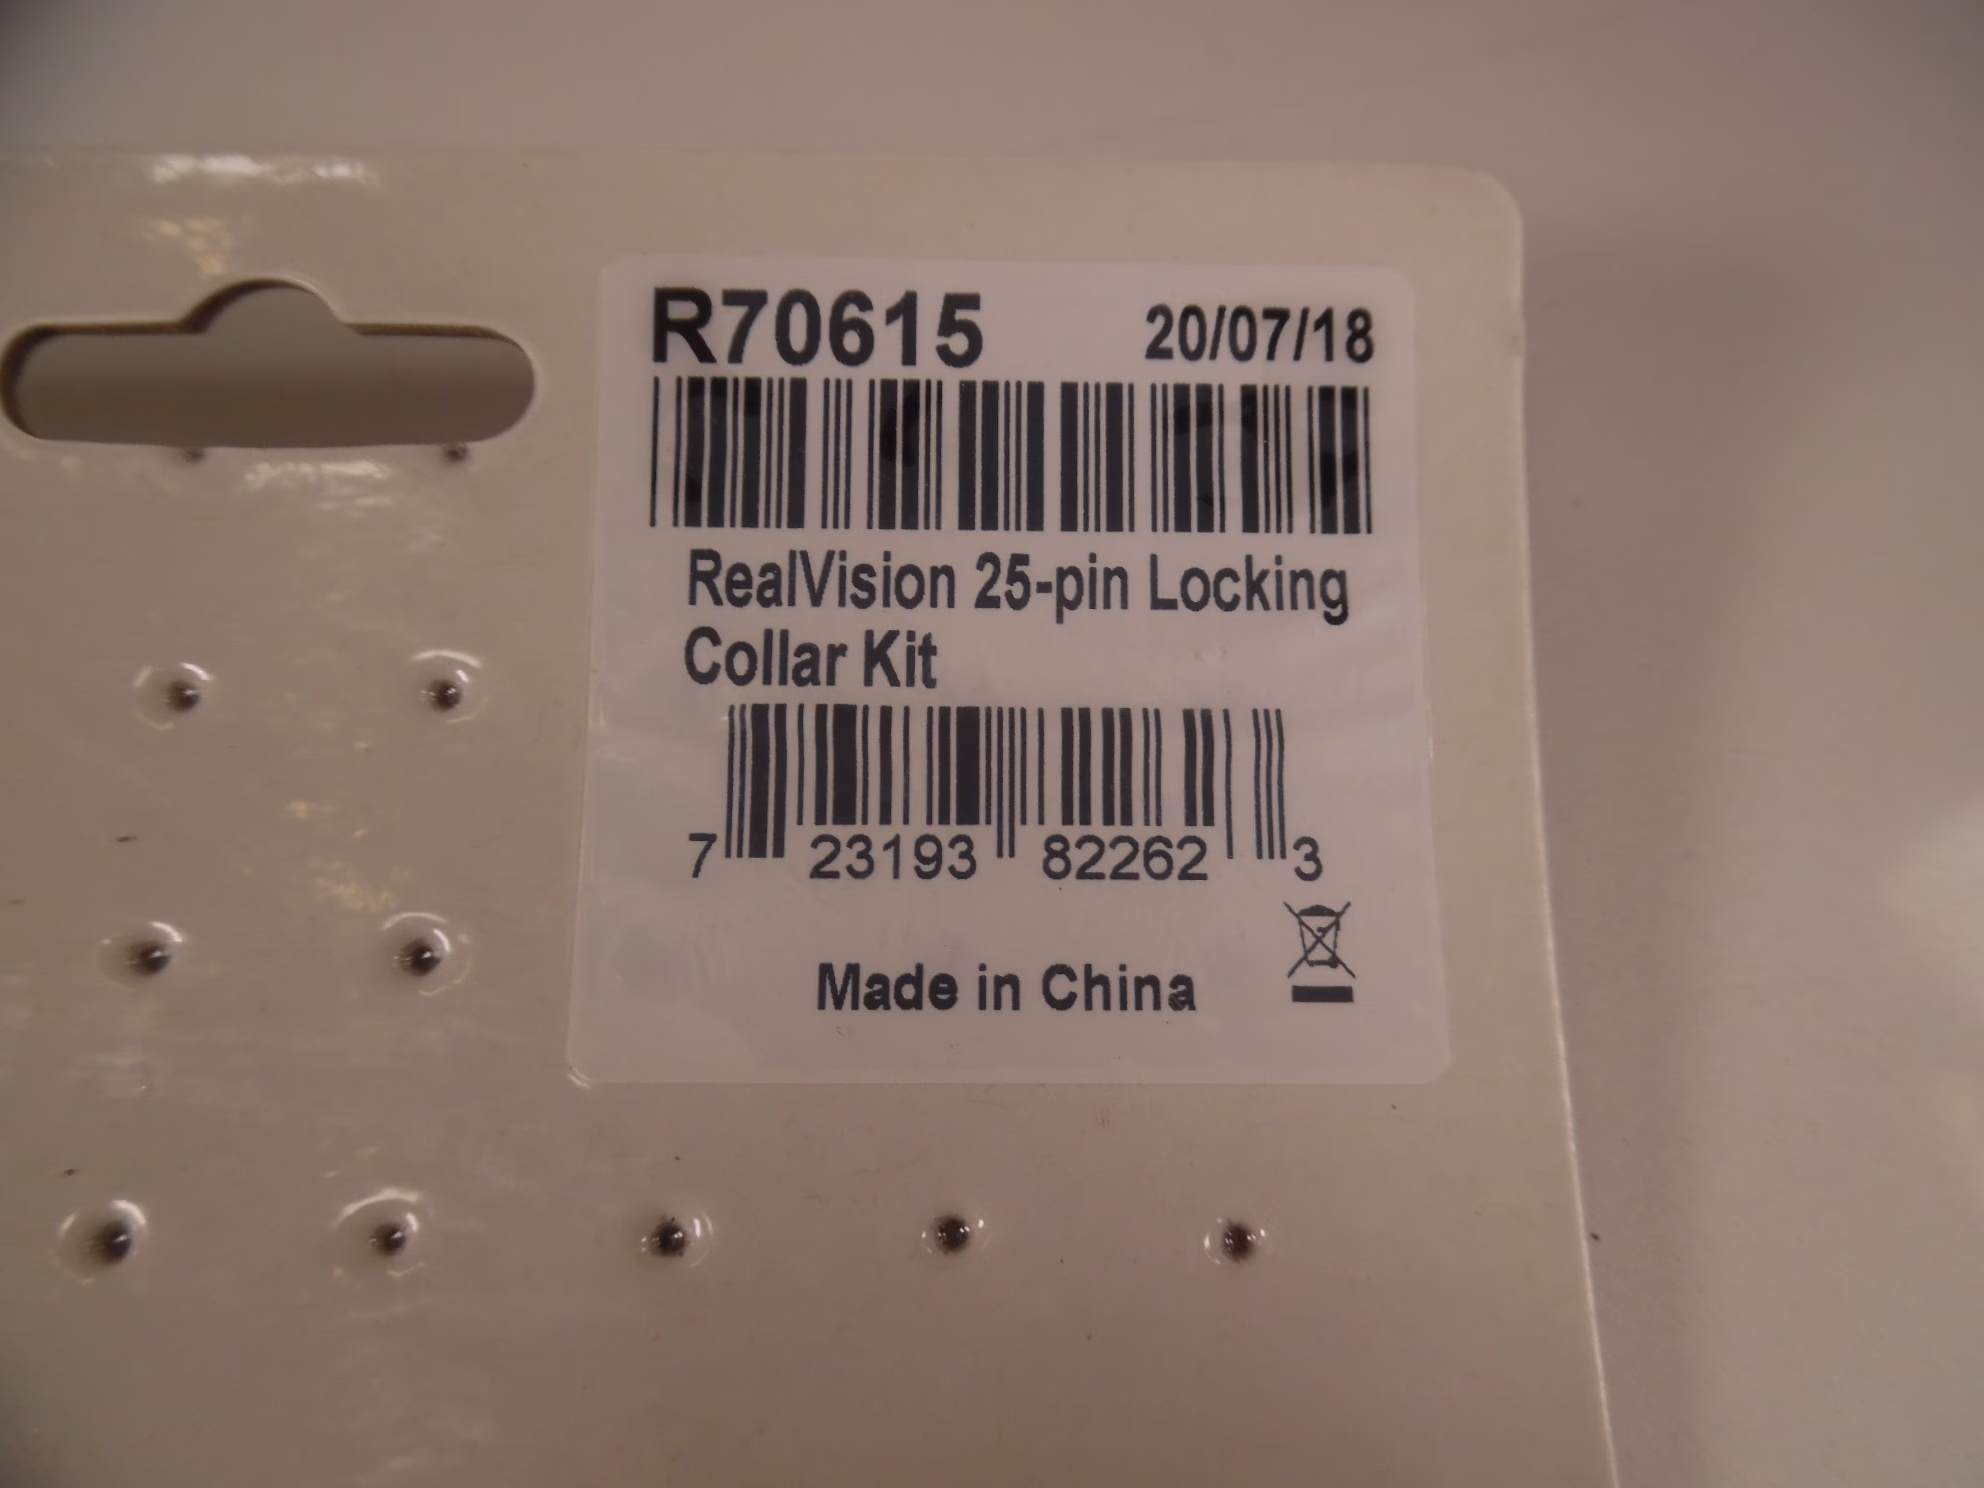 R70615 20/07/18
RealVision 25-pin Locking
Collar Kit
7 23193 82262 3
Made in China